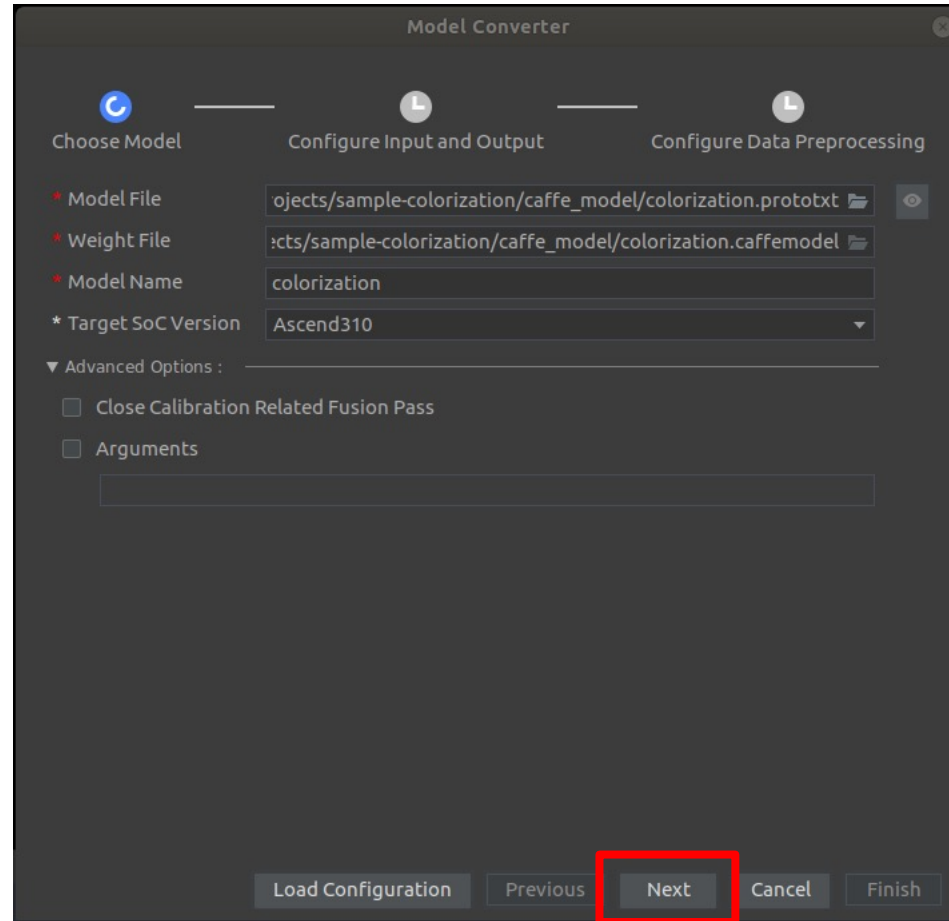 Model Converter
Choose Model Configure Input and Output Configure Data Preprocessing
* Model File ojects/sample-colorization/caffe_model/colorization.prototxt
* Weight File ects/sample-colorization/caffe_model/colorization.caffemodel
* Model Name colorization
* Target SoC Version Ascend310
▼ Advanced Options :
Close Calibration Related Fusion Pass
Arguments
Load Configuration Previous Next Cancel Finish